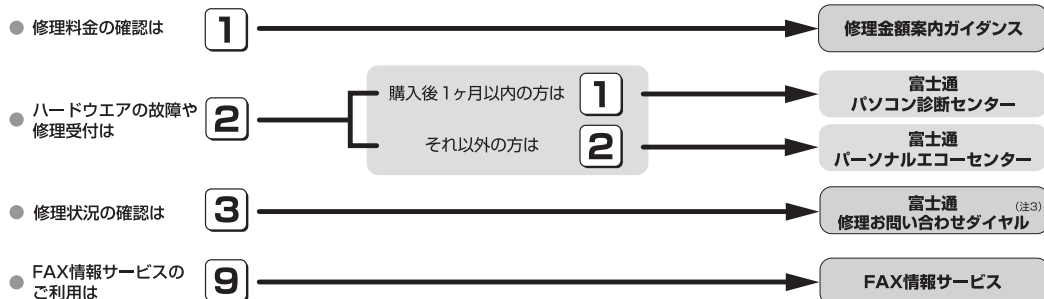 修理料金の確認は
1
修理金額案内ガイダンス
ハードウエアの故障や
修理受付は
2
購入後1ヶ月以内の方は
1
富士通
パソコン診断センター
それ以外の方は
2
富士通
パーソナルエコーセンター
修理状況の確認は
3
富士通 (注3)
修理お問い合わせダイヤル
FAX情報サービスの
ご利用は
9
FAX情報サービス